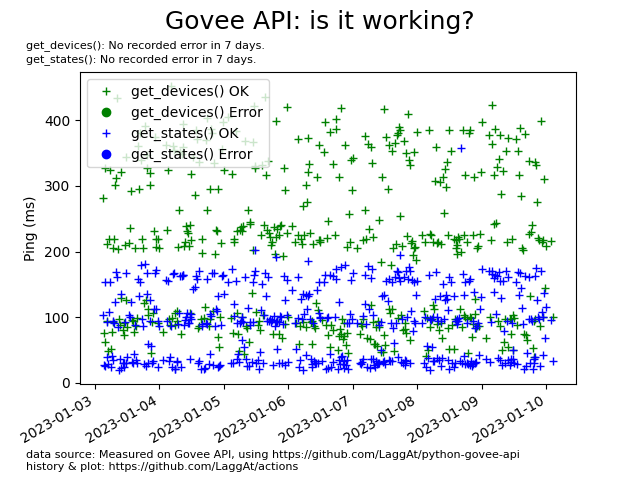 Govee API: is it working?
get_devices(): No recorded error in 7 days.
get_states(): No recorded error in 7 days.
get_devices() OK
get_devices() Error
get_states() OK
get_states() Error
Ping (ms)
400
300
200
100
0
2023-01-03
2023-01-04
2023-01-05
2023-01-06
2023-01-07
2023-01-08
2023-01-09
2023-01-10
data source: Measured on Govee API, using https://github.com/LaggAt/python-govee-api
history & plot: https://github.com/LaggAt/actions